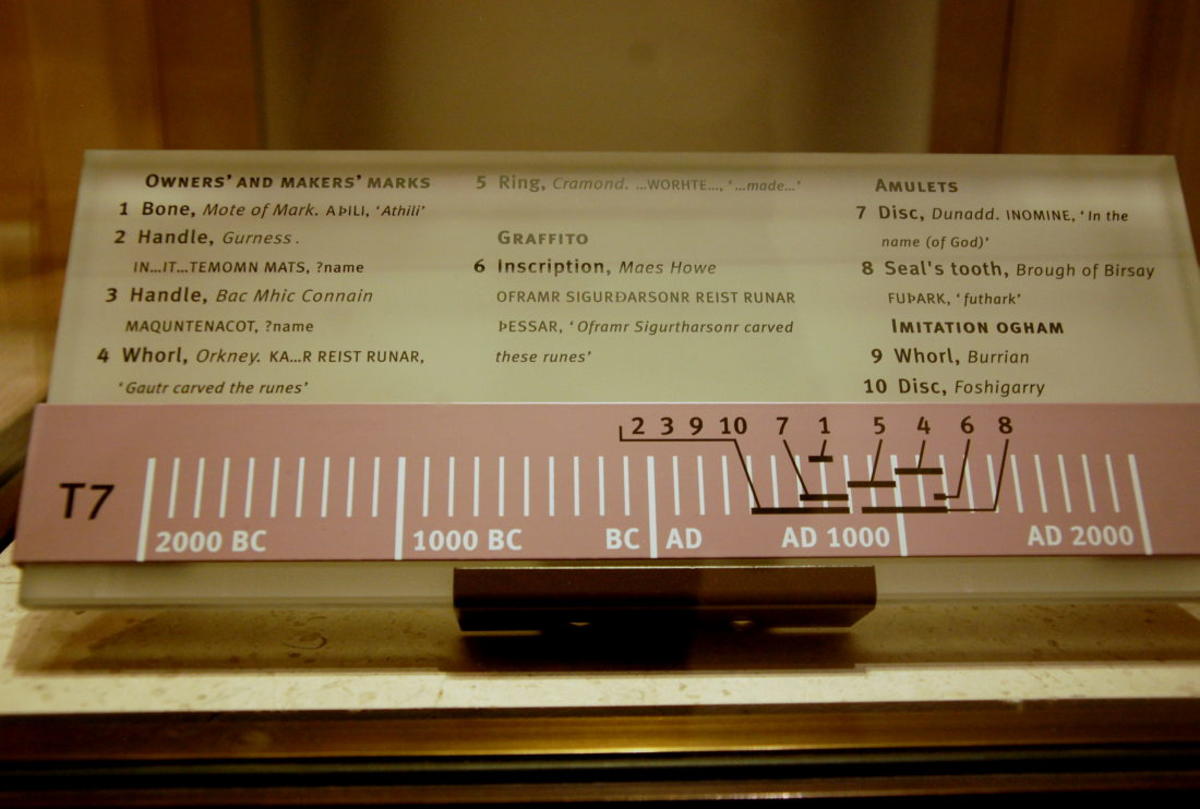 OWNERS' AND MAKERS' MARKS
1 Bone, Mote of Mark. AÞILI, 'Athili'
2 Handle, Gurness.
IN...IT...TEMOMN MATS, ?name
3 Handle, Bac Mhic Connain
MAQUNTENACOT, ?name
4 Whorl, Orkney. KA...R REIST RUNAR,
'Gautr carved the runes'
5 Ring, Cramond. ...WORHTE..., '...made...'
GRAFFITO
6 Inscription, Maes Howe
OFRAMR SIGURÐARSONR REIST RUNAR
ÞESSAR, 'Oframr Sigurtharsonr carved
these runes'
AMULETS
7 Disc, Dunadd. INOMINE, 'In the
name (of God)'
8 Seal's tooth, Brough of Birsay
FUÞARK, 'futhark'
IMITATION OGHAM
9 Whorl, Burrian
10 Disc, Foshigarry
2 3 9 10 7 1 5 4 6 8
T7
2000 BC 1000 BC BC AD AD 1000 AD 2000